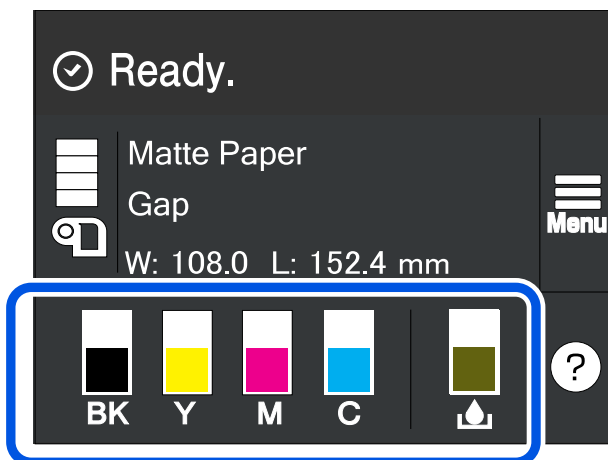 Ready.
Matte Paper
Gap
W: 108.0 L: 152.4 mm
Menu
BK Y M C
?